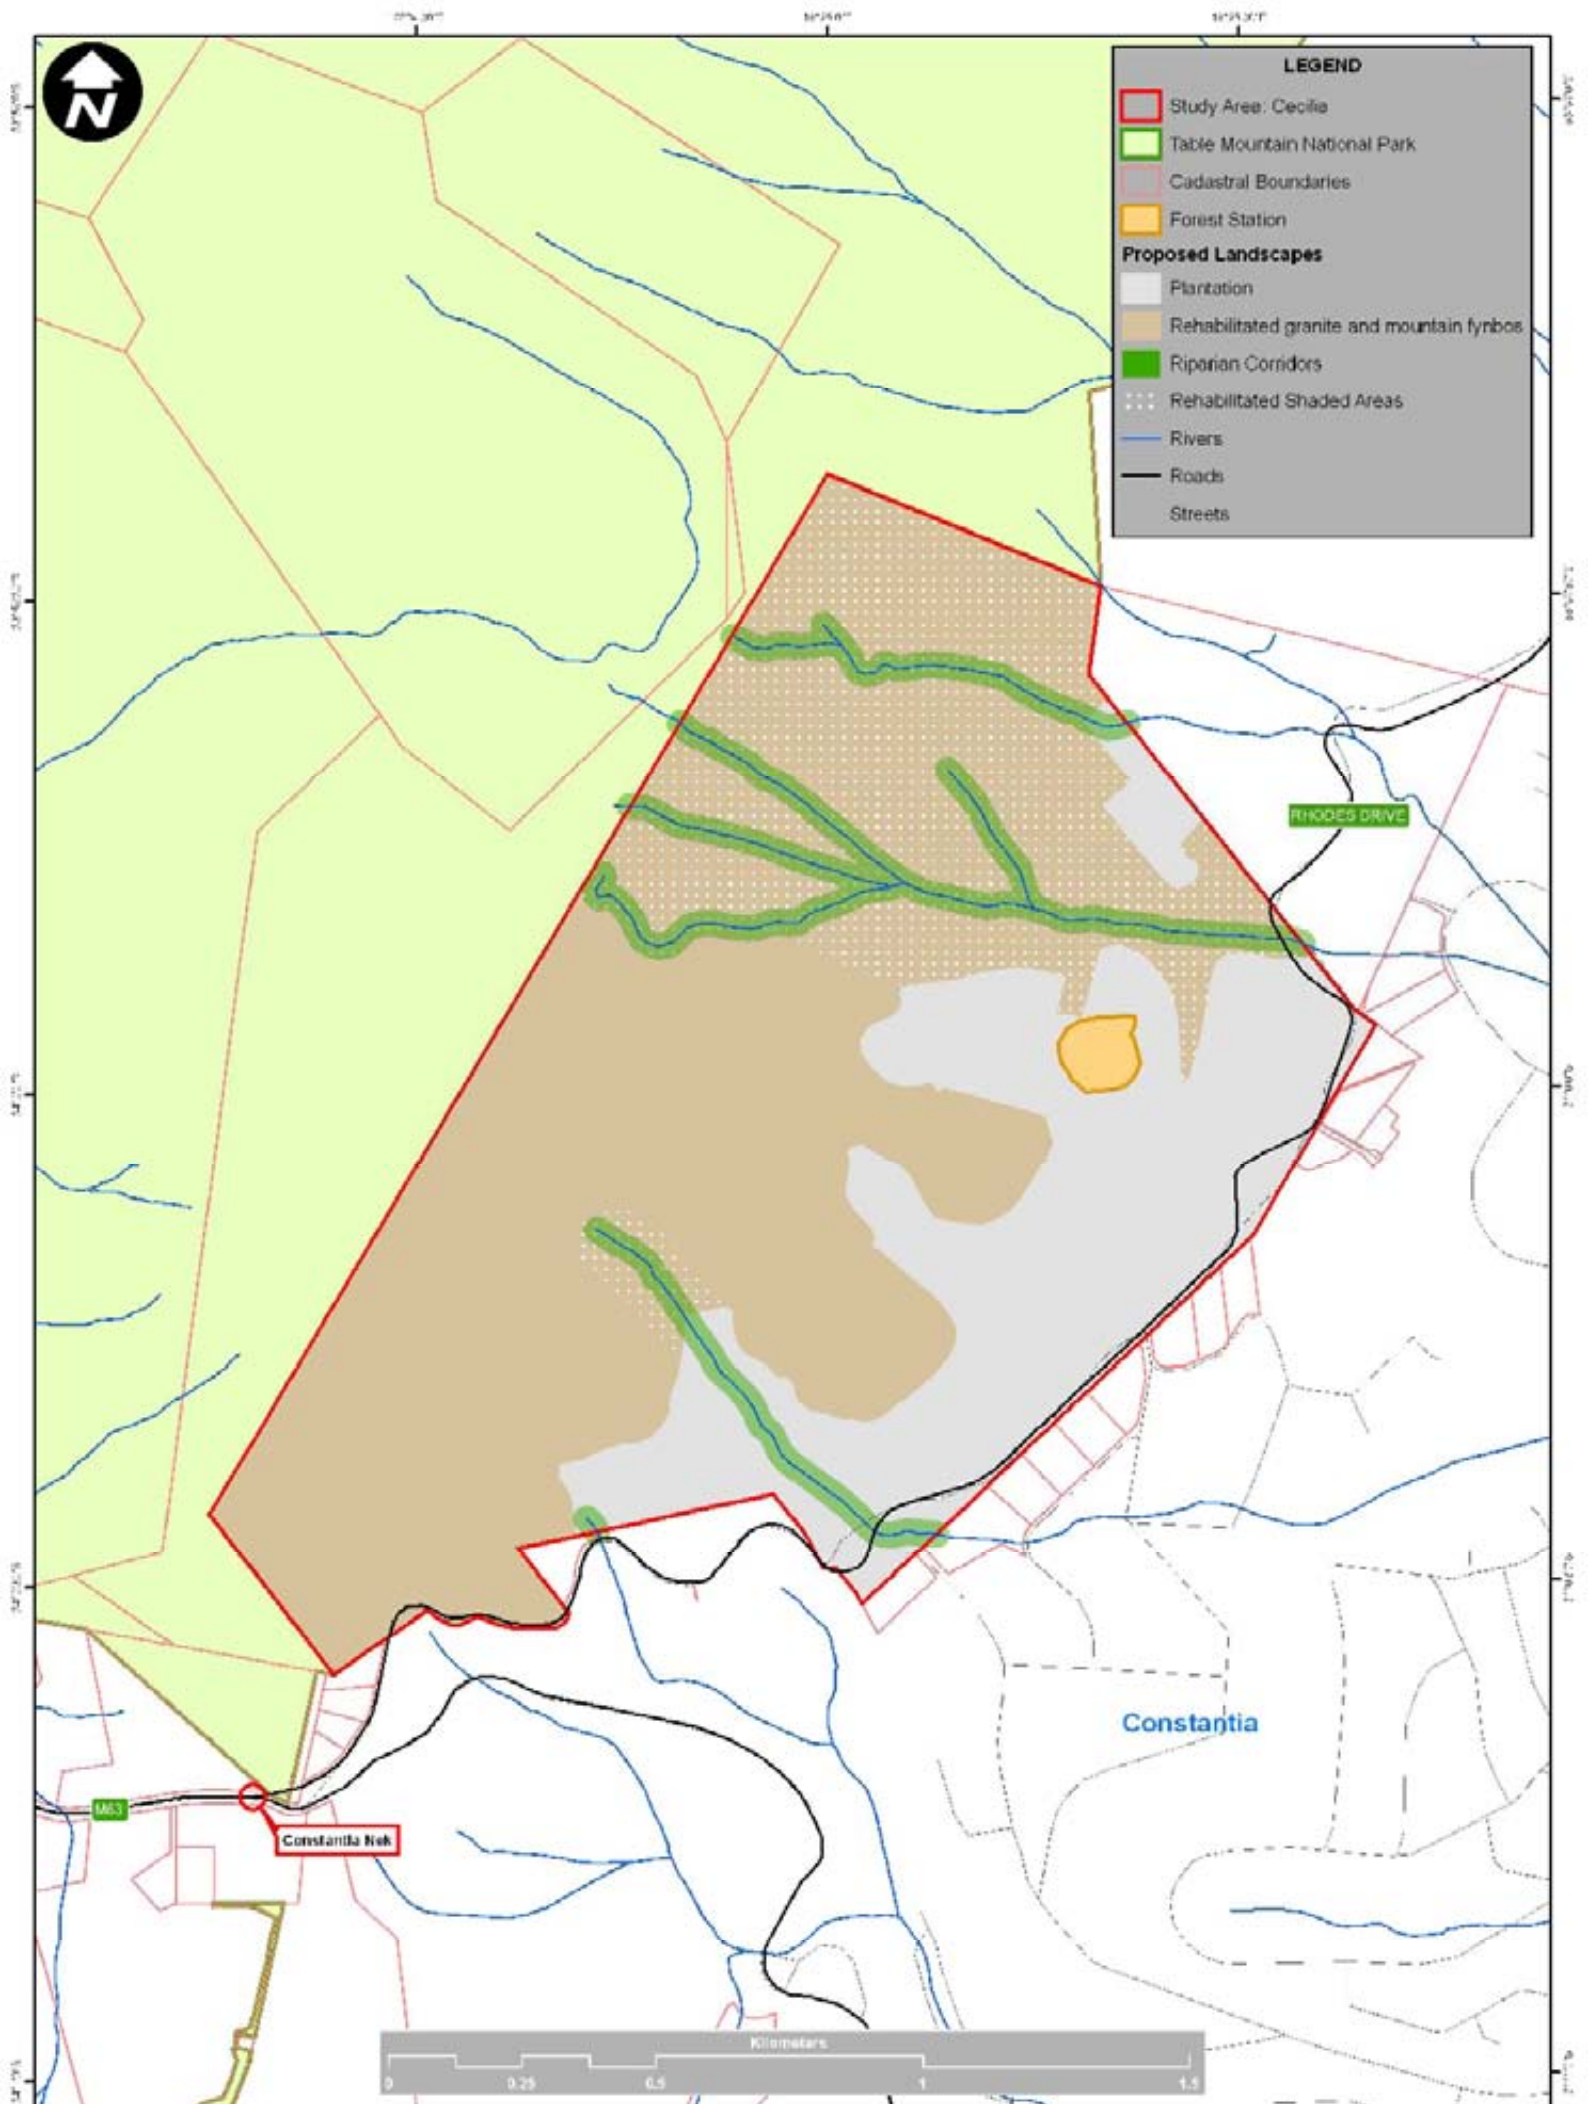 N
LEGEND
Study Area: Cecilia
Table Mountain National Park
Cadastral Boundaries
Forest Station
Proposed Landscapes
Plantation
Rehabilitated granite and mountain fynbos
Riparian Corridors
Rehabilitated Shaded Areas
Rivers
Roads
Streets
RHODES DRIVE
Constantia
M63
Constantia Nek
Kilometers
0 0.25 0.5 1 1.5